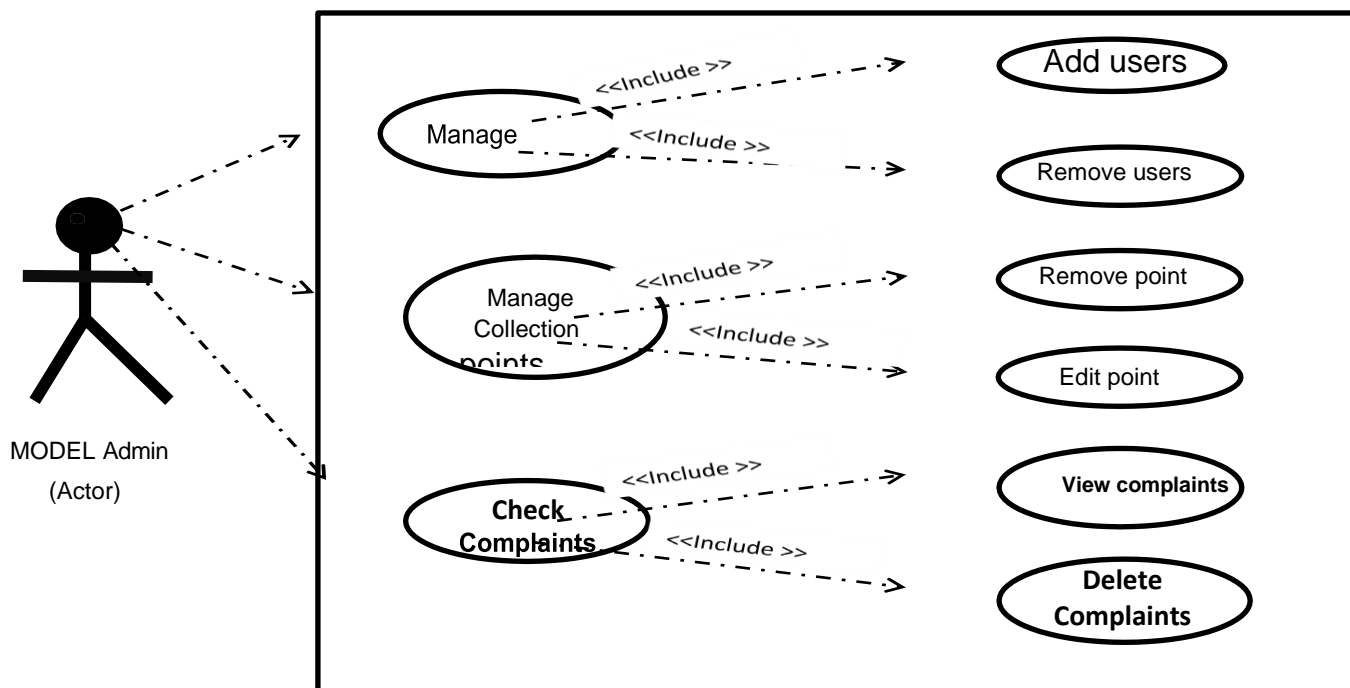 <<Include >>
Add users
Manage
<<Include >>
Remove users
<<Include >>
Remove point
Manage
Collection
points
<<Include >>
Edit point
MODEL Admin
(Actor)
<<Include >>
View complaints
Check
Complaints
<<Include >>
Delete
Complaints